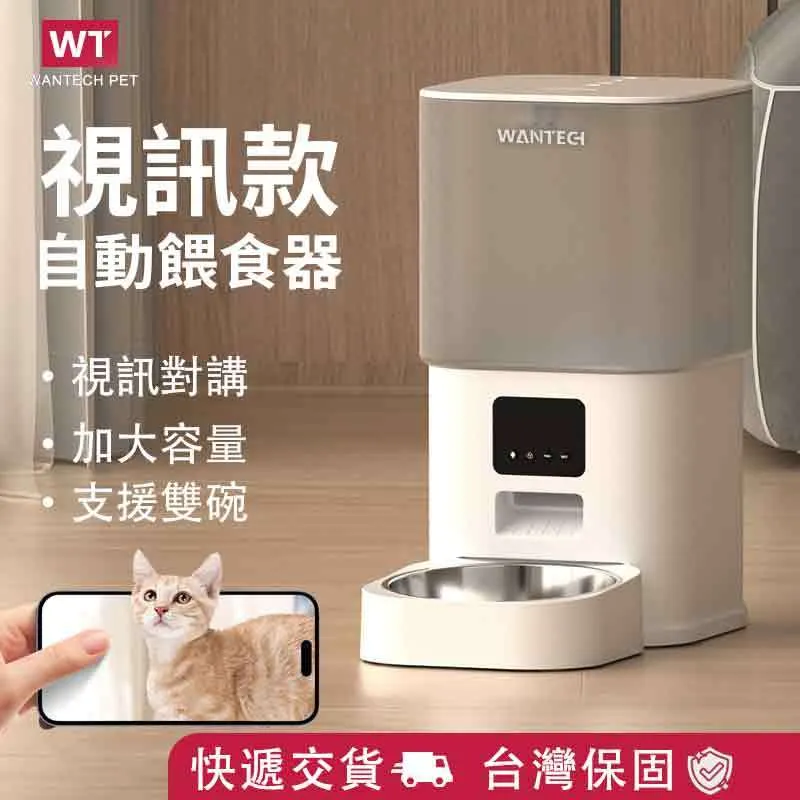 WT
WANTECH PET
WANTECH
視訊款
自動餵食器
• 視訊對講
• 加大容量
• 支援雙碗
快遞交貨 台灣保固